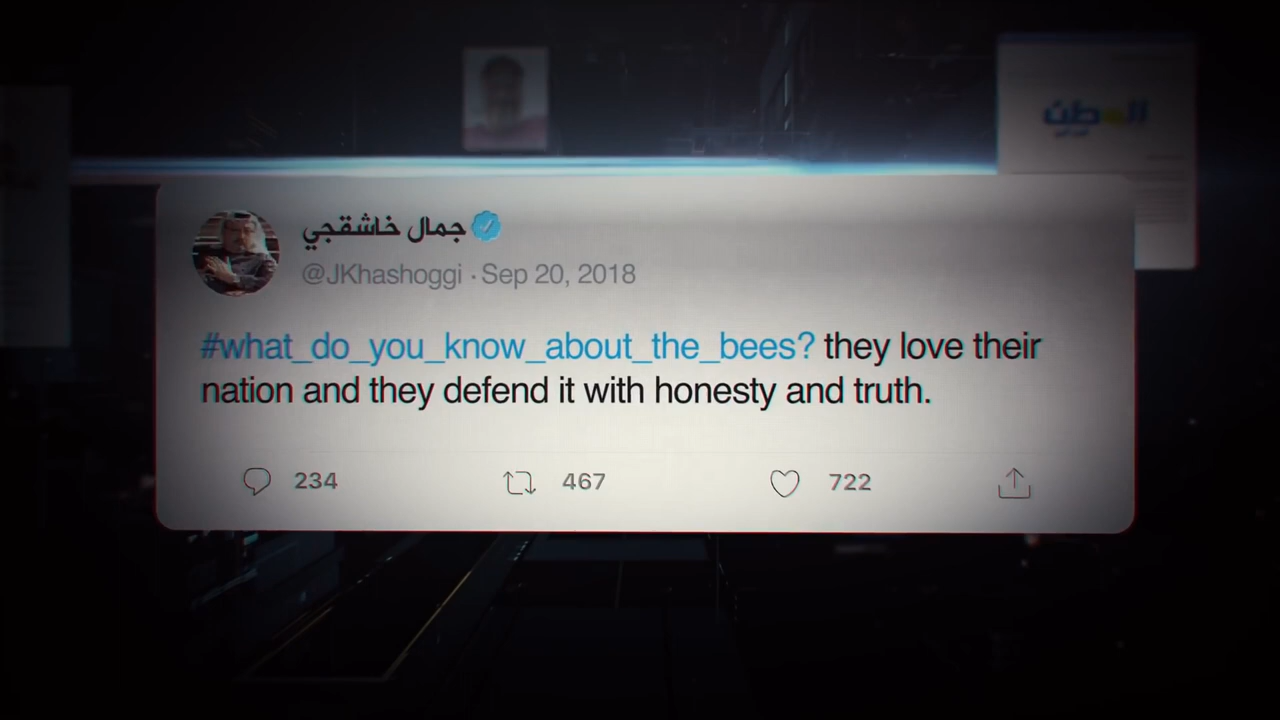 جمال خاشقجي
@JKhashoggi · Sep 20, 2018
#what_do_you_know_about_the_bees? they love their
nation and they defend it with honesty and truth.
234 467 722